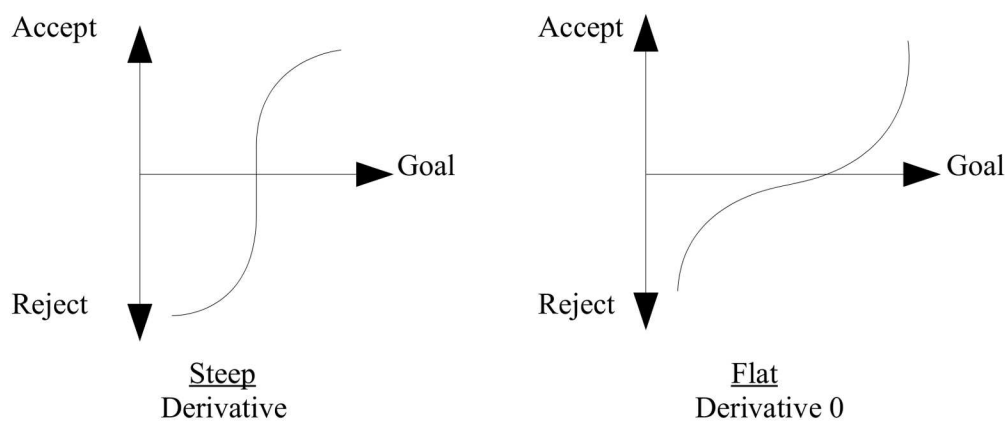 Accept
Goal
Reject
Steep
Derivative
Accept
Goal
Reject
Flat
Derivative 0